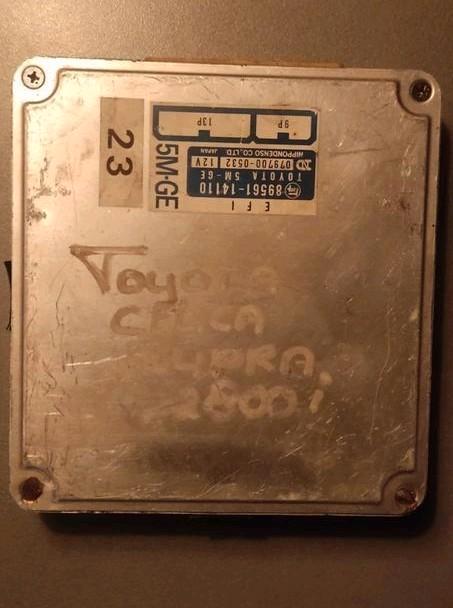 EFI
89561-14110
TOYOTA 5M-GE
079700-0532 12V
NIPPONDENSO CO.,LTD. JAPAN
9P 13P
5M-GE
23
Toyota
CELICA
SUPRA
2800i